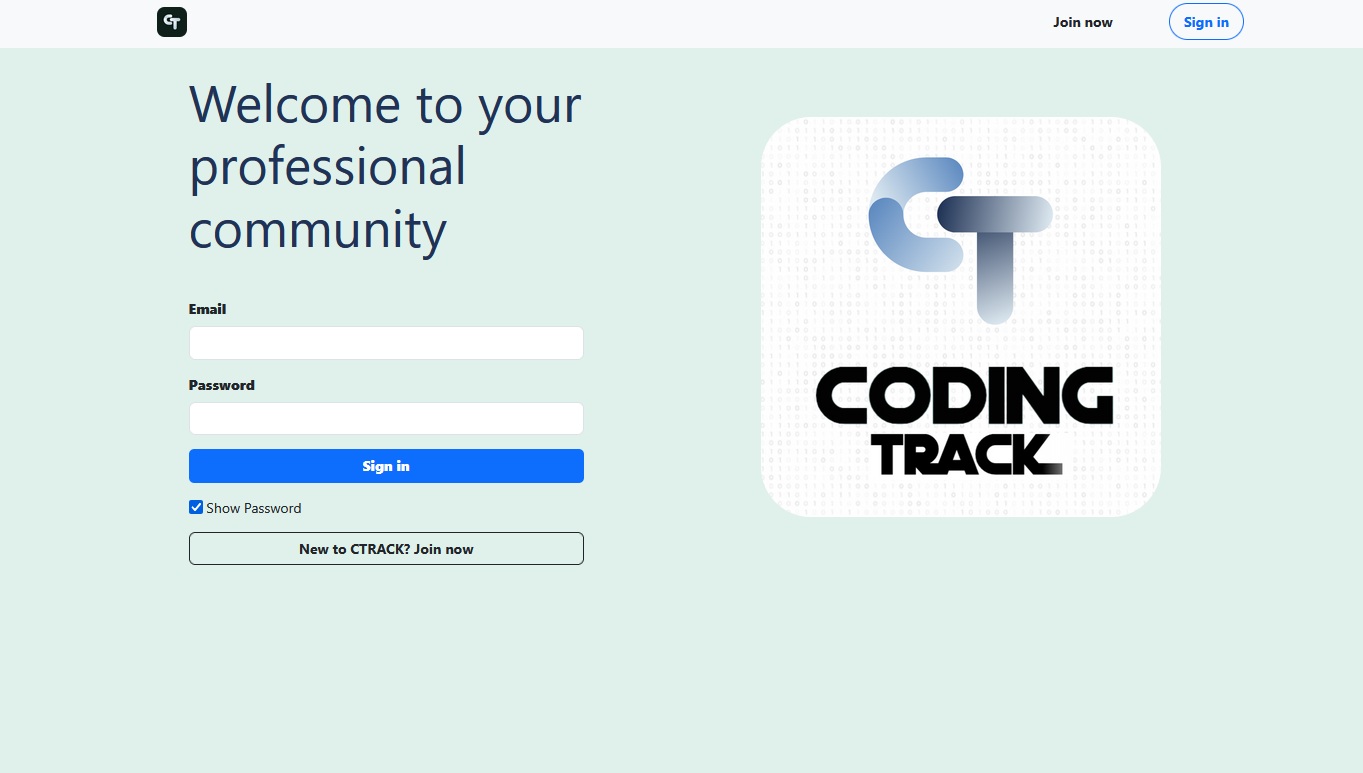 CT
Join now
Sign in
Welcome to your
professional
community
Email
Password
Sign in
Show Password
New to CTRACK? Join now
CT
CODING
TRACK